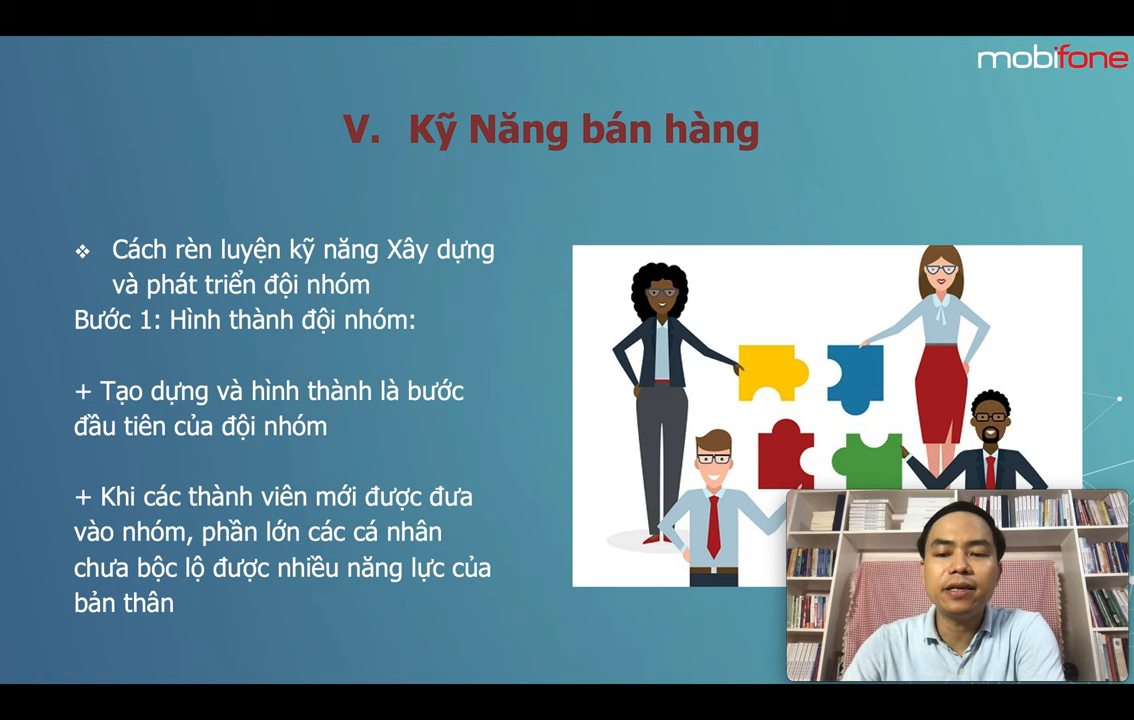 mobifone
V. Kỹ Năng bán hàng
❖ Cách rèn luyện kỹ năng Xây dựng
và phát triển đội nhóm
Bước 1: Hình thành đội nhóm:
+ Tạo dựng và hình thành là bước
đầu tiên của đội nhóm
+ Khi các thành viên mới được đưa
vào nhóm, phần lớn các cá nhân
chưa bộc lộ được nhiều năng lực của
bản thân